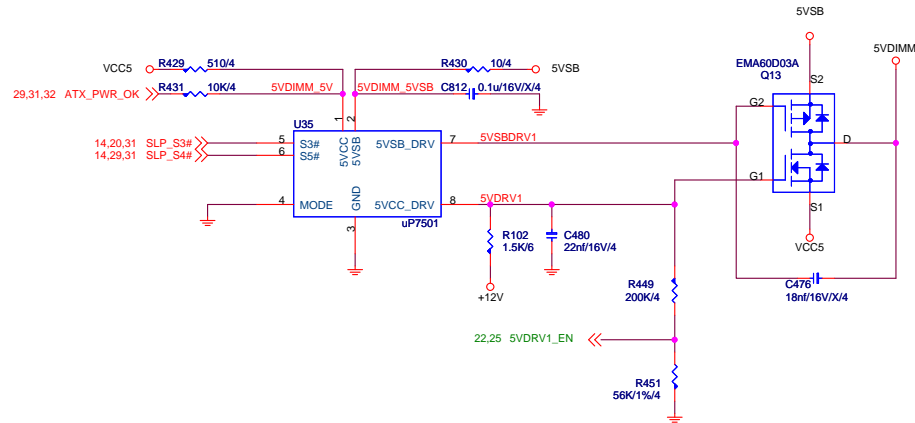 5VSB
5VDIMM
VCC5
R429
510/4
R430
10/4
5VSB
29,31,32 ATX_PWR_OK
R431
10K/4
5VDIMM_5V
5VDIMM_5VSB
C812
0.1u/16V/X/4
EMA60D03A
Q13
S2
G2
D
G1
S1
VCC5
U35
1
2
5VCC
5VSB
14,20,31 SLP_S3#
5
S3#
5VSB_DRV
7
5VSBDRV1
14,29,31 SLP_S4#
6
S5#
4
MODE
GND
3
5VCC_DRV
8
5VDRV1
uP7501
R102
1.5K/6
+12V
C480
22nf/16V/4
R449
200K/4
C476
18nf/16V/X/4
22,25 5VDRV1_EN
R451
56K/1%/4